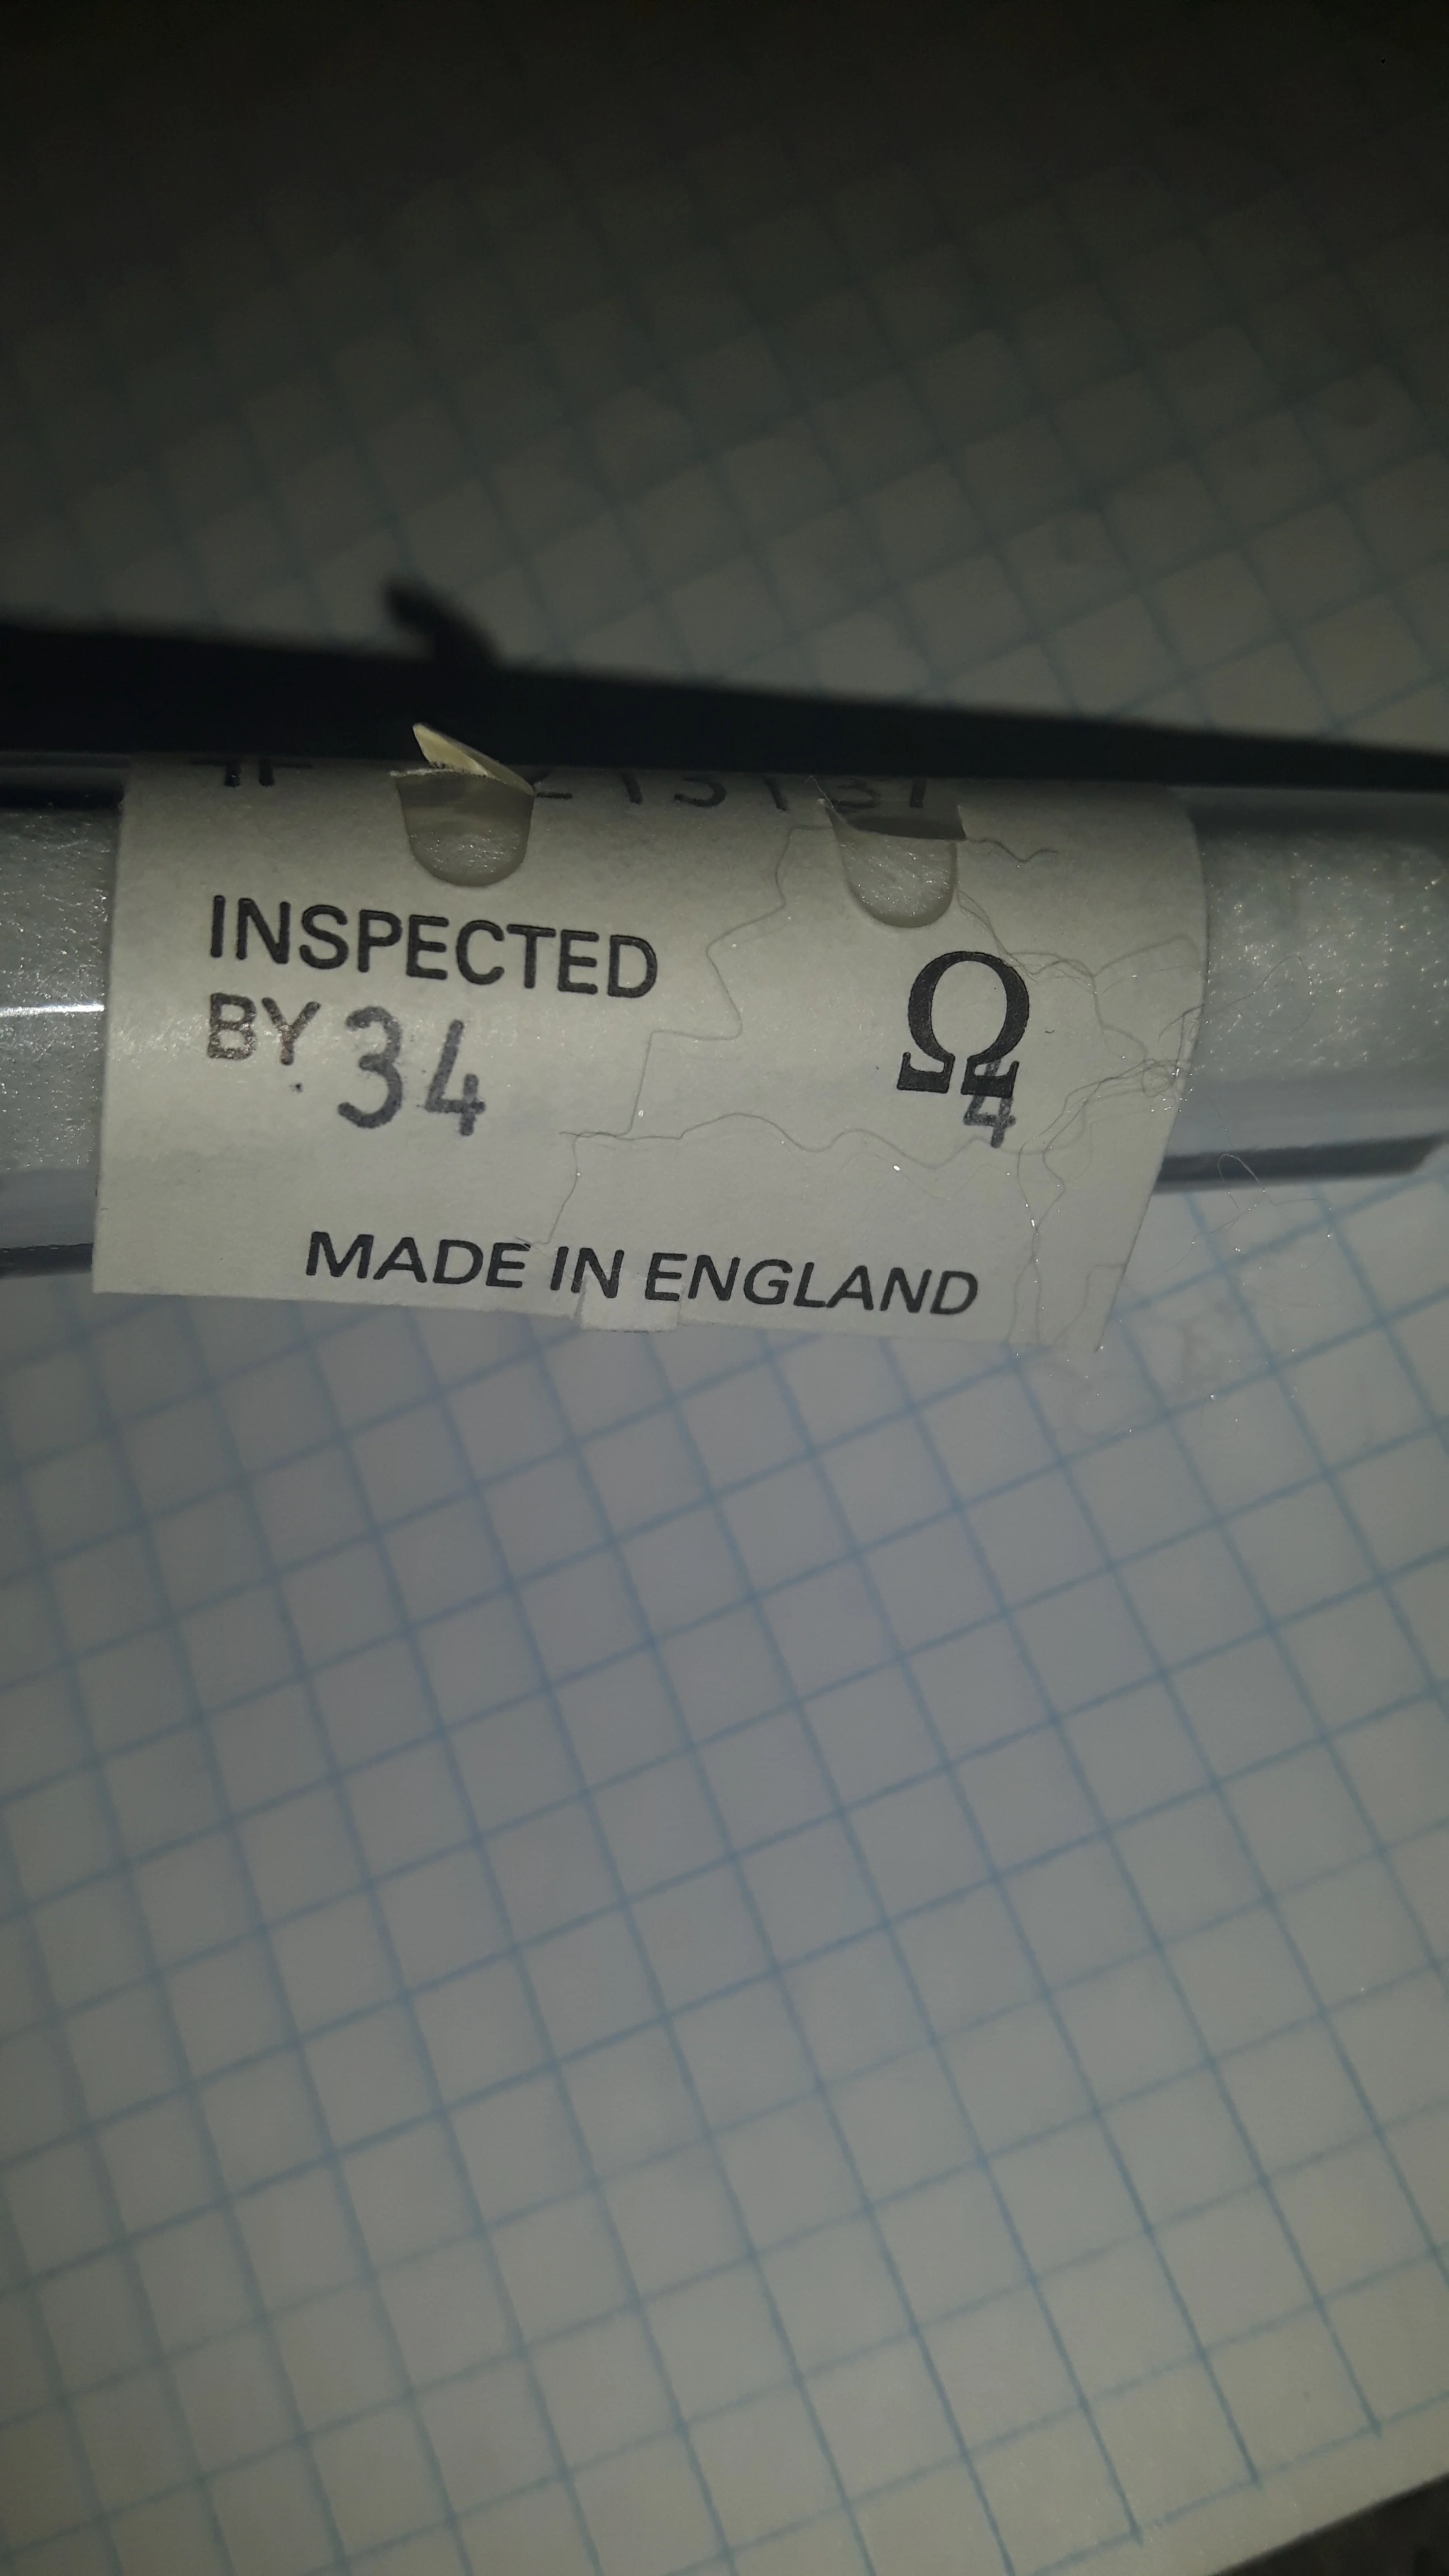 INSPECTED
BY 34
Ω
4
MADE IN ENGLAND